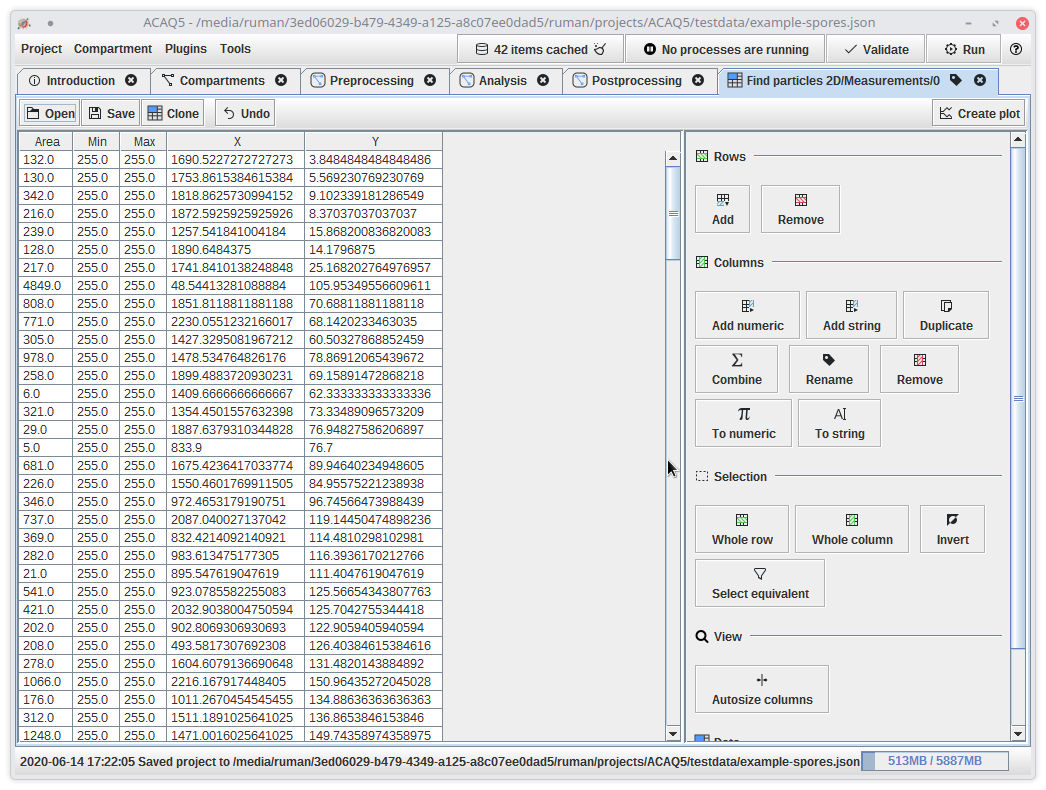 ACAQ5 - /media/ruman/3ed06029-b479-4349-a125-a8c07ee0dad5/ruman/projects/ACAQ5/testdata/example-spores.json
Project Compartment Plugins Tools 42 items cached No processes are running Validate Run
Introduction Compartments Preprocessing Analysis Postprocessing Find particles 2D/Measurements/0
Open Save Clone Undo Create plot
Area Min Max X Y
132.0 255.0 255.0 1690.5227272727273 3.8484848484848486
130.0 255.0 255.0 1753.8615384615384 5.569230769230769
342.0 255.0 255.0 1818.8625730994152 9.102339181286549
216.0 255.0 255.0 1872.5925925925926 8.37037037037037
239.0 255.0 255.0 1257.541841004184 15.868200836820083
128.0 255.0 255.0 1890.6484375 14.1796875
217.0 255.0 255.0 1741.8410138248848 25.168202764976957
4849.0 255.0 255.0 48.54413281088884 105.95349556609611
808.0 255.0 255.0 1851.8118811881188 70.68811881188118
771.0 255.0 255.0 2230.0551232166017 68.1420233463035
305.0 255.0 255.0 1427.3295081967212 60.50327868852459
978.0 255.0 255.0 1478.534764826176 78.86912065439672
258.0 255.0 255.0 1899.4883720930231 69.15891472868218
6.0 255.0 255.0 1409.6666666666667 62.333333333333336
321.0 255.0 255.0 1354.4501557632398 73.33489096573209
29.0 255.0 255.0 1887.6379310344828 76.94827586206897
5.0 255.0 255.0 833.9 76.7
681.0 255.0 255.0 1675.4236417033774 89.94640234948605
226.0 255.0 255.0 1550.4601769911505 84.95575221238938
346.0 255.0 255.0 972.4653179190751 96.74566473988439
737.0 255.0 255.0 2087.040027137042 119.14450474898236
369.0 255.0 255.0 832.4214092140921 114.4810298102981
282.0 255.0 255.0 983.613475177305 116.3936170212766
21.0 255.0 255.0 895.547619047619 111.4047619047619
541.0 255.0 255.0 923.0785582255083 125.56654343807763
421.0 255.0 255.0 2032.9038004750594 125.7042755344418
202.0 255.0 255.0 902.8069306930693 122.9059405940594
208.0 255.0 255.0 493.5817307692308 126.40384615384616
278.0 255.0 255.0 1604.6079136690648 131.4820143884892
1066.0 255.0 255.0 2216.167917448405 150.96435272045028
176.0 255.0 255.0 1011.2670454545455 134.88636363636363
312.0 255.0 255.0 1511.1891025641025 136.8653846153846
1248.0 255.0 255.0 1471.0016025641025 149.74358974358975
Rows
Add Remove
Columns
Add numeric Add string Duplicate
Combine Rename Remove
To numeric To string
Selection
Whole row Whole column Invert
Select equivalent
View
Autosize columns
2020-06-14 17:22:05 Saved project to /media/ruman/3ed06029-b479-4349-a125-a8c07ee0dad5/ruman/projects/ACAQ5/testdata/example-spores.json 513MB / 5887MB